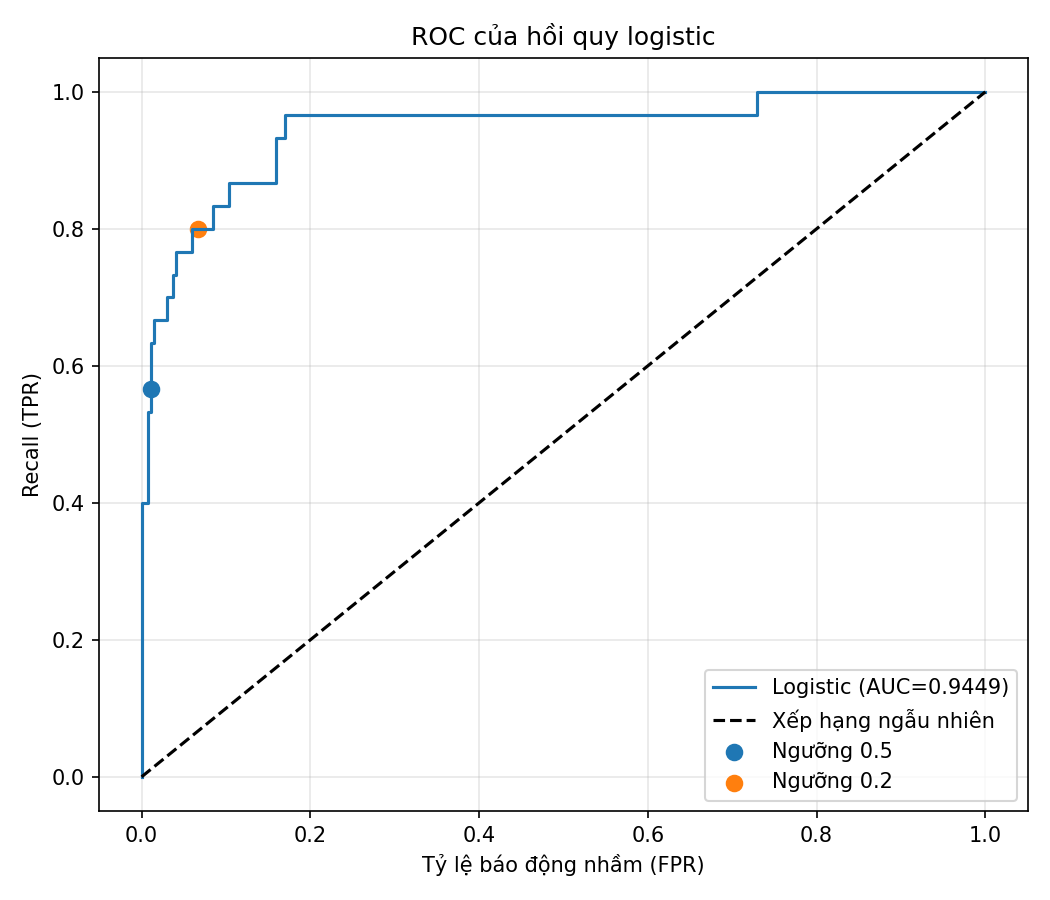 ROC của hồi quy logistic
1.0
0.8
0.6
0.4
0.2
0.0
Recall (TPR)
0.0 0.2 0.4 0.6 0.8 1.0
Tỷ lệ báo động nhầm (FPR)
Logistic (AUC=0.9449)
Xếp hạng ngẫu nhiên
Ngưỡng 0.5
Ngưỡng 0.2